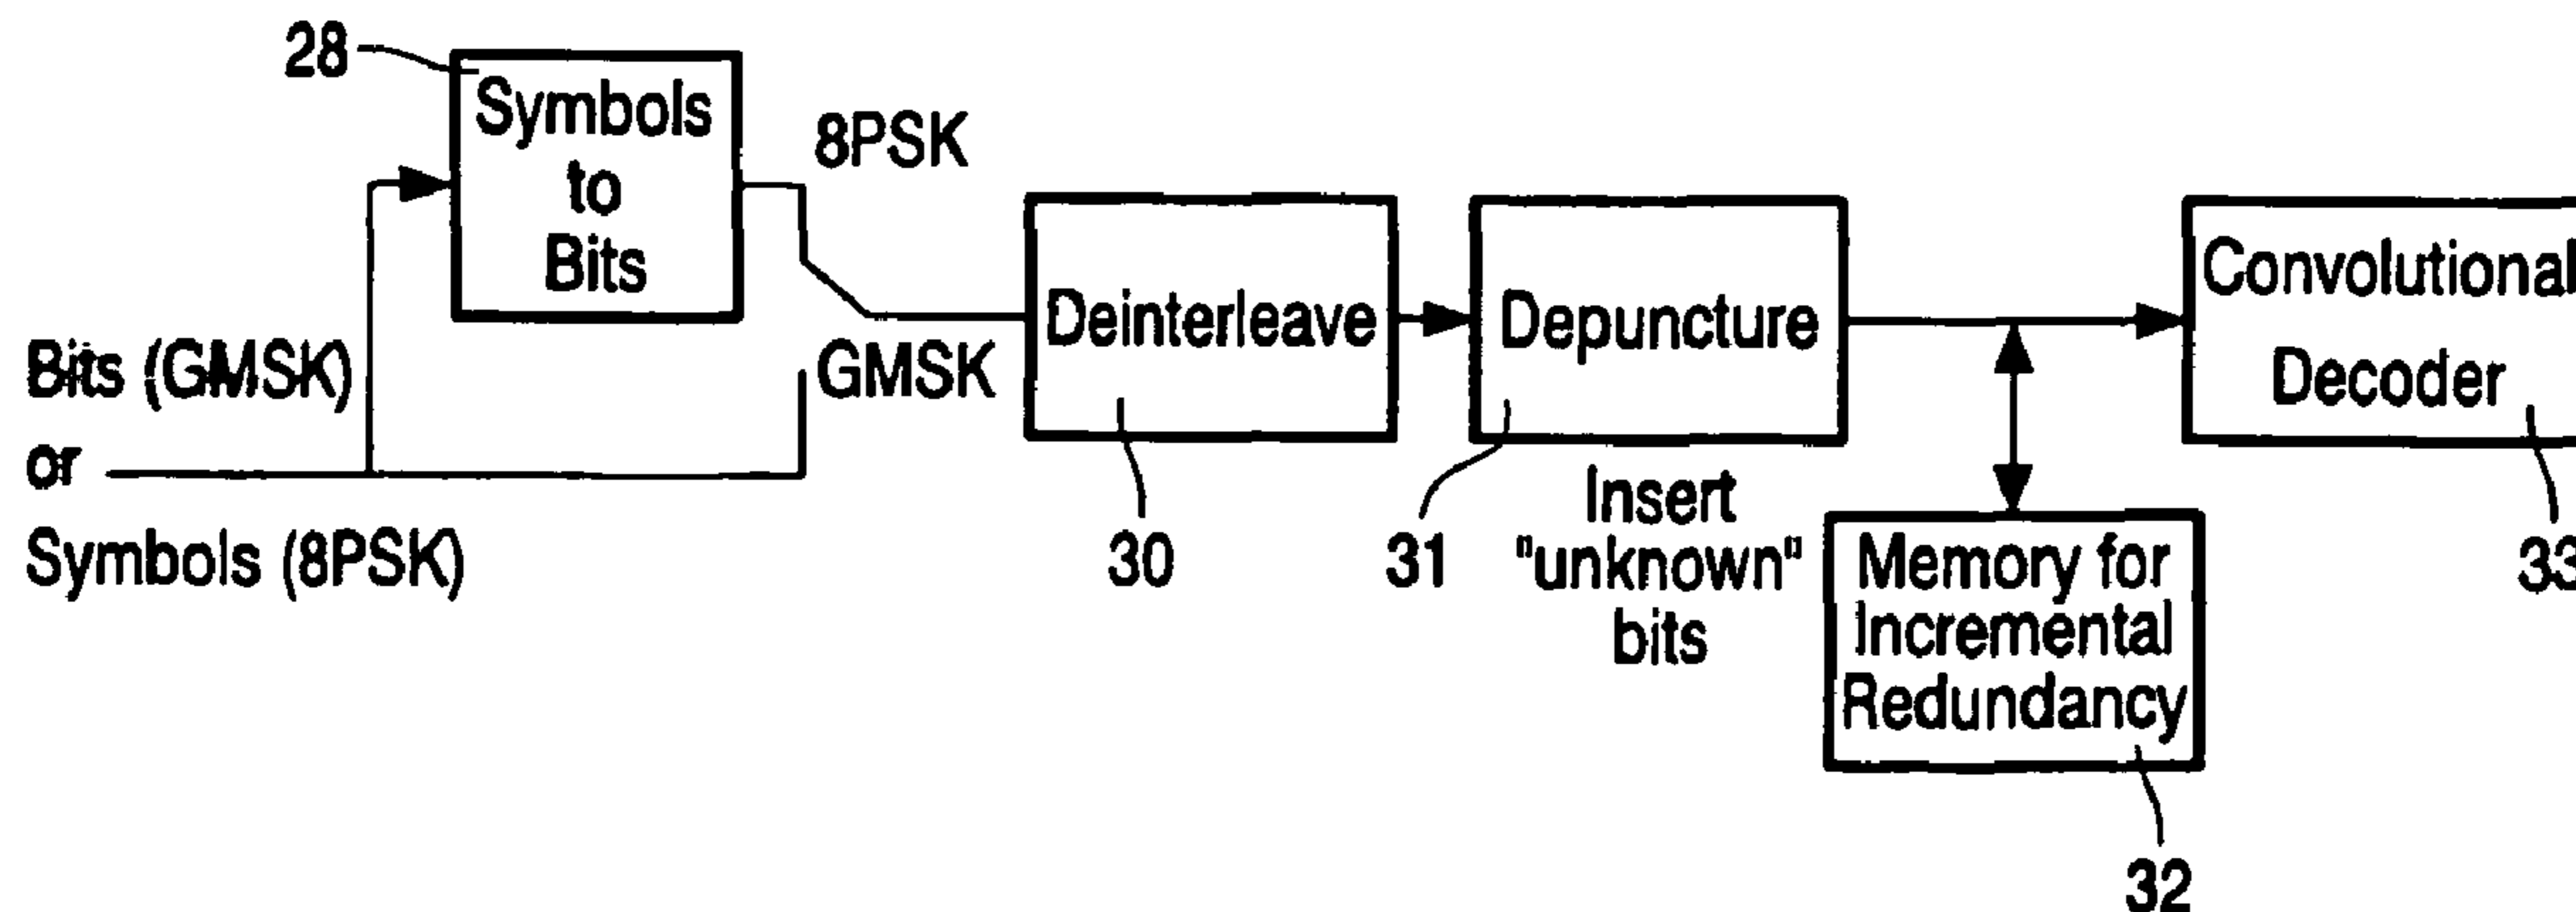 28
Symbols
to
Bits
8PSK
Bits (GMSK)
or
Symbols (8PSK)
GMSK
Deinterleave
30
Depuncture
31
Insert
"unknown"
bits
Memory for
Incremental
Redundancy
32
Convolutional
Decoder
33